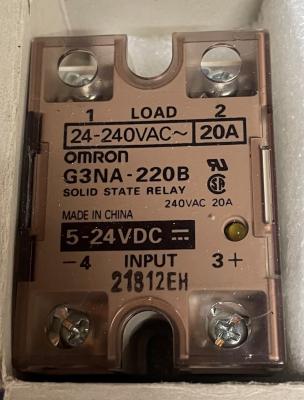 1 LOAD 2
24-240VAC~ 20A
OMRON
G3NA-220B
SOLID STATE RELAY
240VAC 20A
MADE IN CHINA
5-24VDC ⎓
-4 INPUT 3+
21812EH